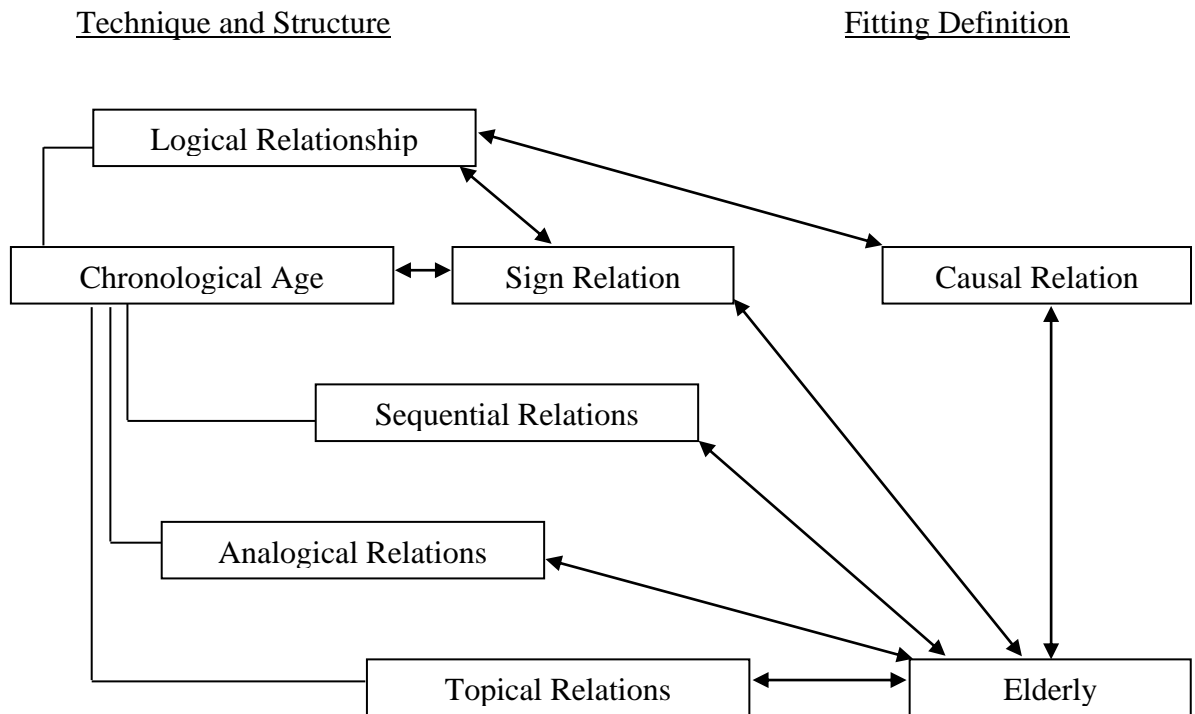 Technique and Structure
Fitting Definition
Logical Relationship
Chronological Age
Sign Relation
Causal Relation
Sequential Relations
Analogical Relations
Topical Relations
Elderly